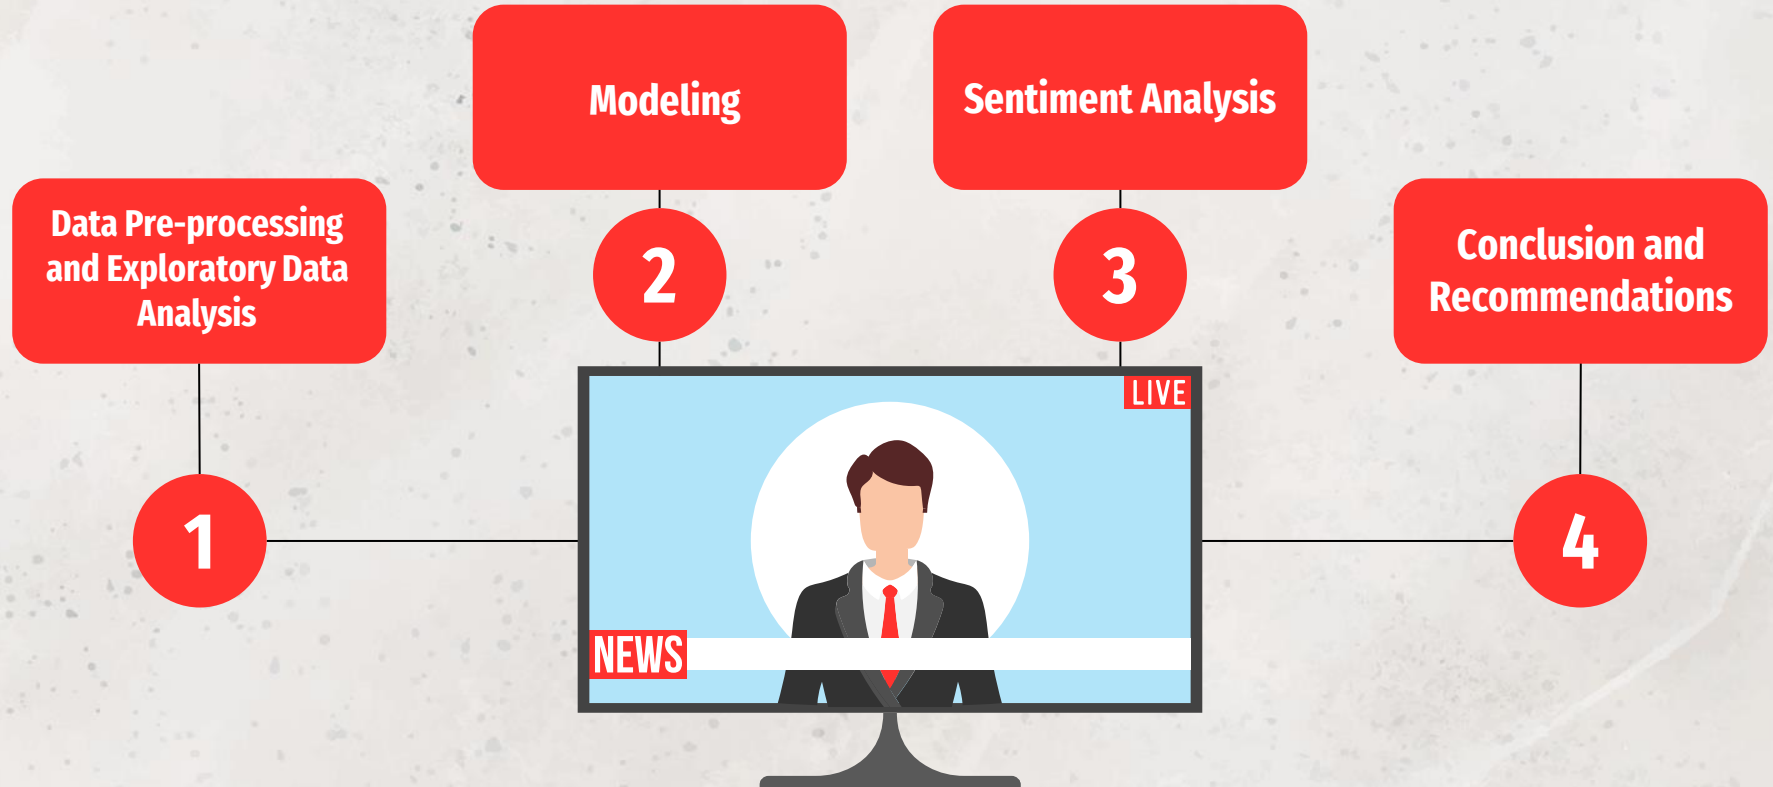 Data Pre-processing
and Exploratory Data
Analysis
1
Modeling
2
Sentiment Analysis
3
Conclusion and
Recommendations
4
LIVE
NEWS